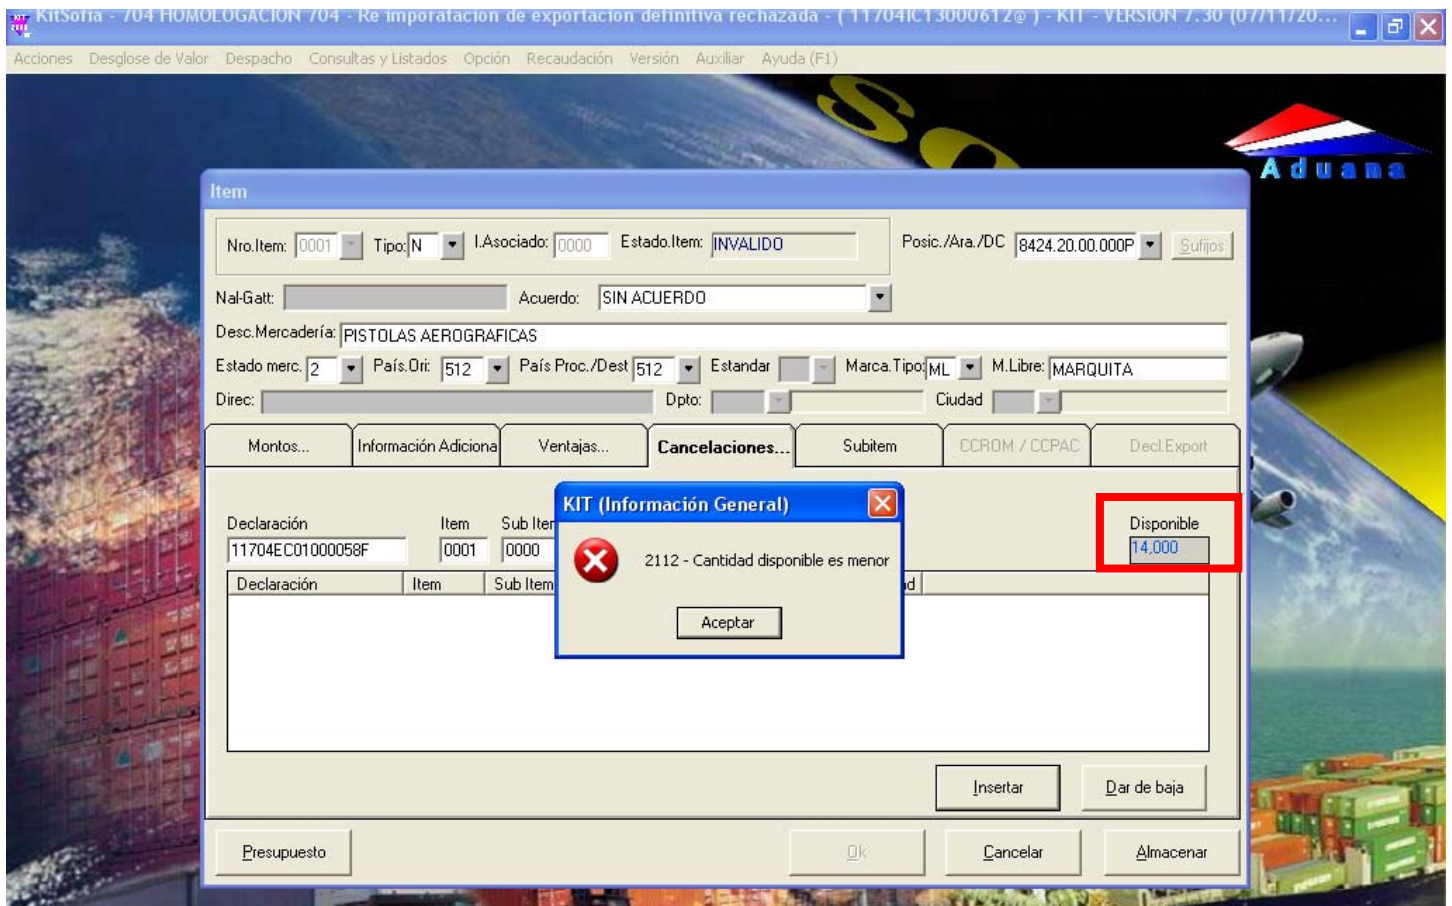 KitSofia - 704 HOMOLOGACION 704 - Re imporatación de exportación definitiva rechazada - ( 11704IC13000612@ ) - KIT - VERSION 7.30 (07/11/20...
Acciones Desglose de Valor Despacho Consultas y Listados Opción Recaudación Versión Auxiliar Ayuda (F1)
SO
Aduana
Item
Nro.Item: 0001 Tipo: N I.Asociado: 0000 Estado.Item: INVALIDO Posic./Ara./DC 8424.20.00.000P Sufijos
Nal-Gatt: Acuerdo: SIN ACUERDO
Desc.Mercadería: PISTOLAS AEROGRAFICAS
Estado merc. 2 País.Ori: 512 País Proc./Dest 512 Estandar Marca.Tipo: ML M.Libre: MARQUITA
Direc: Dpto: Ciudad
Montos... Información Adiciona Ventajas... Cancelaciones... Subitem CCROM / CCPAC Decl.Export
KIT (Información General)
Declaración Item Sub Item Disponible
11704EC01000058F 0001 0000 14,000
2112 - Cantidad disponible es menor
Declaración Item Sub Item
Aceptar
Insertar Dar de baja
Presupuesto Ok Cancelar Almacenar